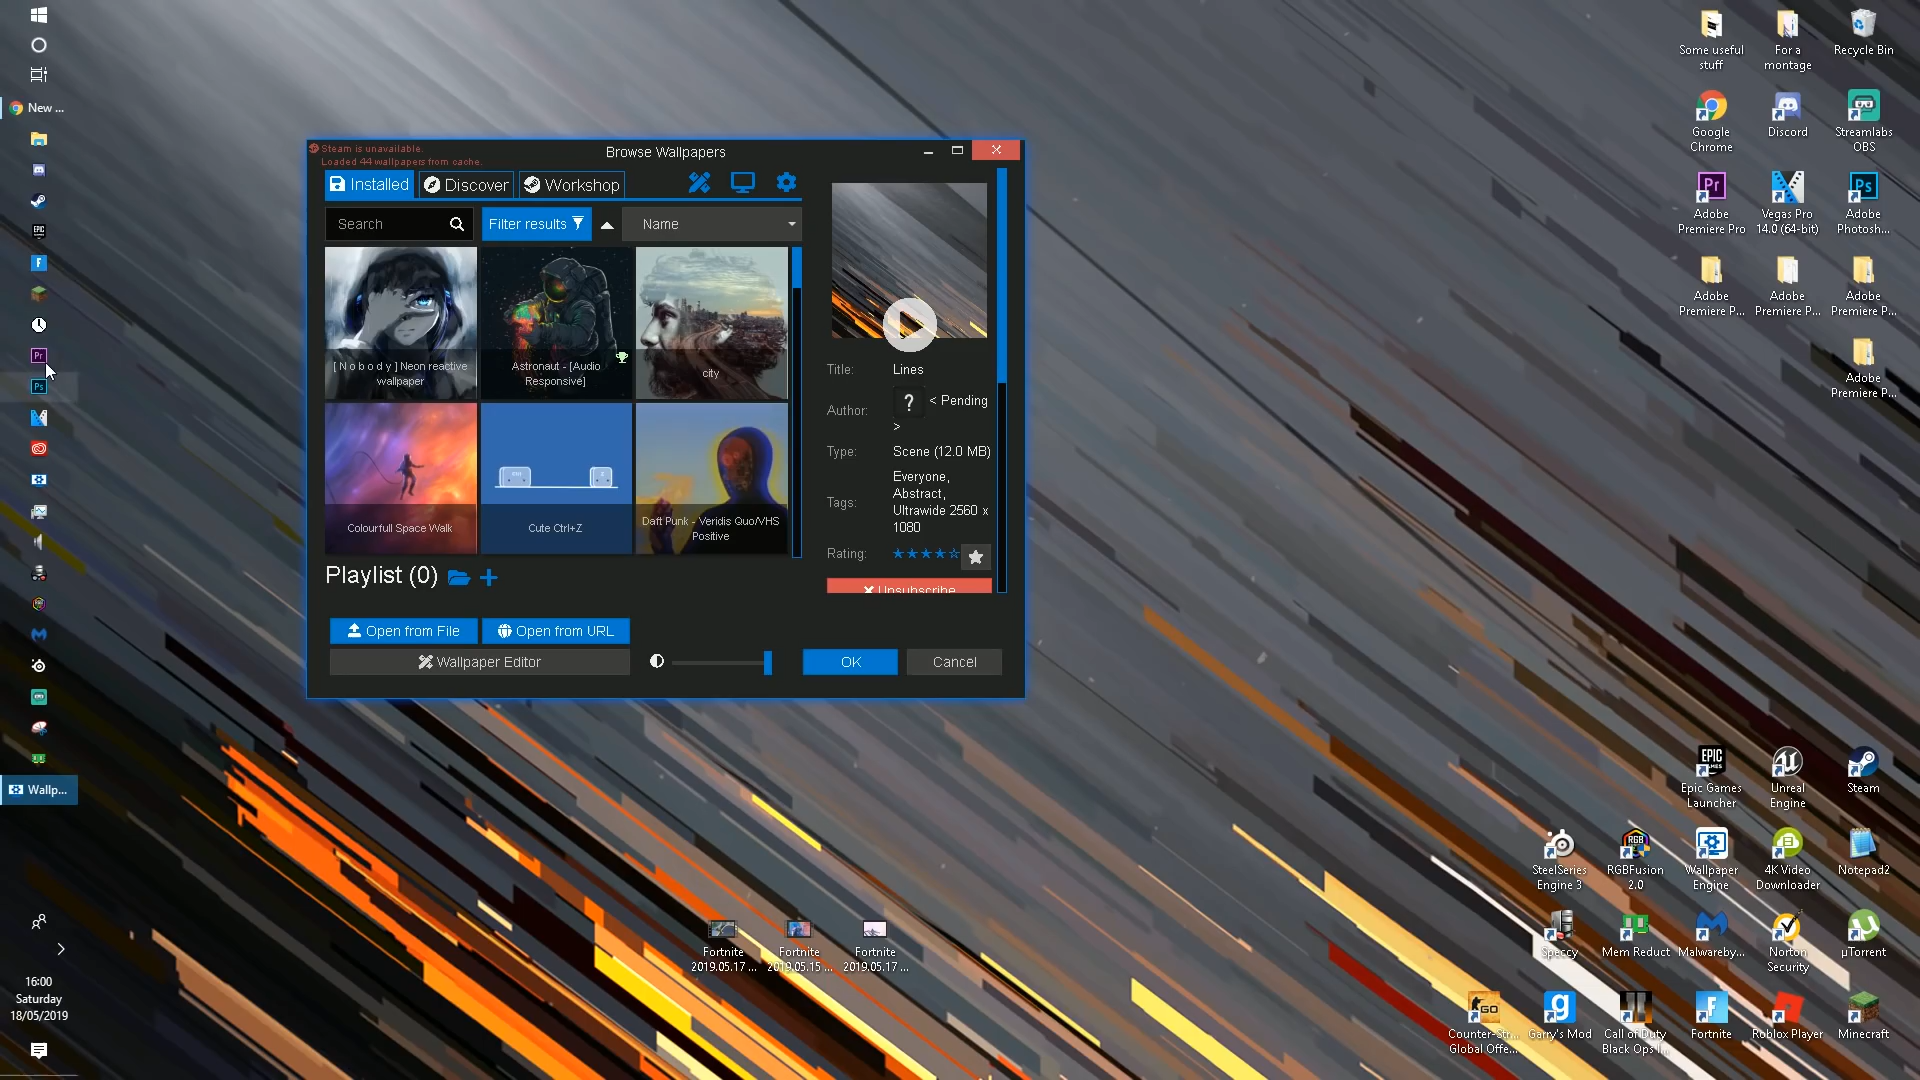 New ...
Wallp...
16:00
Saturday
18/05/2019
Steam is unavailable.
Loaded 44 wallpapers from cache.
Browse Wallpapers
Installed
Discover
Workshop
Search
Filter results
Name
[ N o b o d y ] Neon reactive
wallpaper
Astronaut - [Audio
Responsive]
city
Colourfull Space Walk
Cute Ctrl+Z
Daft Punk - Veridis Quo/VHS
Positive
Playlist (0)
Open from File
Open from URL
Wallpaper Editor
Title: Lines
Author: ? < Pending
>
Type: Scene (12.0 MB)
Tags: Everyone,
Abstract,
Ultrawide 2560 x
1080
Rating:
Unsubscribe
OK
Cancel
Some useful
stuff
For a
montage
Recycle Bin
Google
Chrome
Discord
Streamlabs
OBS
Adobe
Premiere Pro
Vegas Pro
14.0 (64-bit)
Adobe
Photosh...
Adobe
Premiere P...
Adobe
Premiere P...
Adobe
Premiere P...
Adobe
Premiere P...
Epic Games
Launcher
Unreal
Engine
Steam
SteelSeries
Engine 3
RGBFusion
2.0
Wallpaper
Engine
4K Video
Downloader
Notepad2
Speccy
Mem Reduct
Malwareby...
Norton
Security
µTorrent
Counter-Str...
Global Offe...
Garry's Mod
Call of Duty
Black Ops I...
Fortnite
Roblox Player
Minecraft
Fortnite
2019.05.17 ...
Fortnite
2019.05.15 ...
Fortnite
2019.05.17 ...